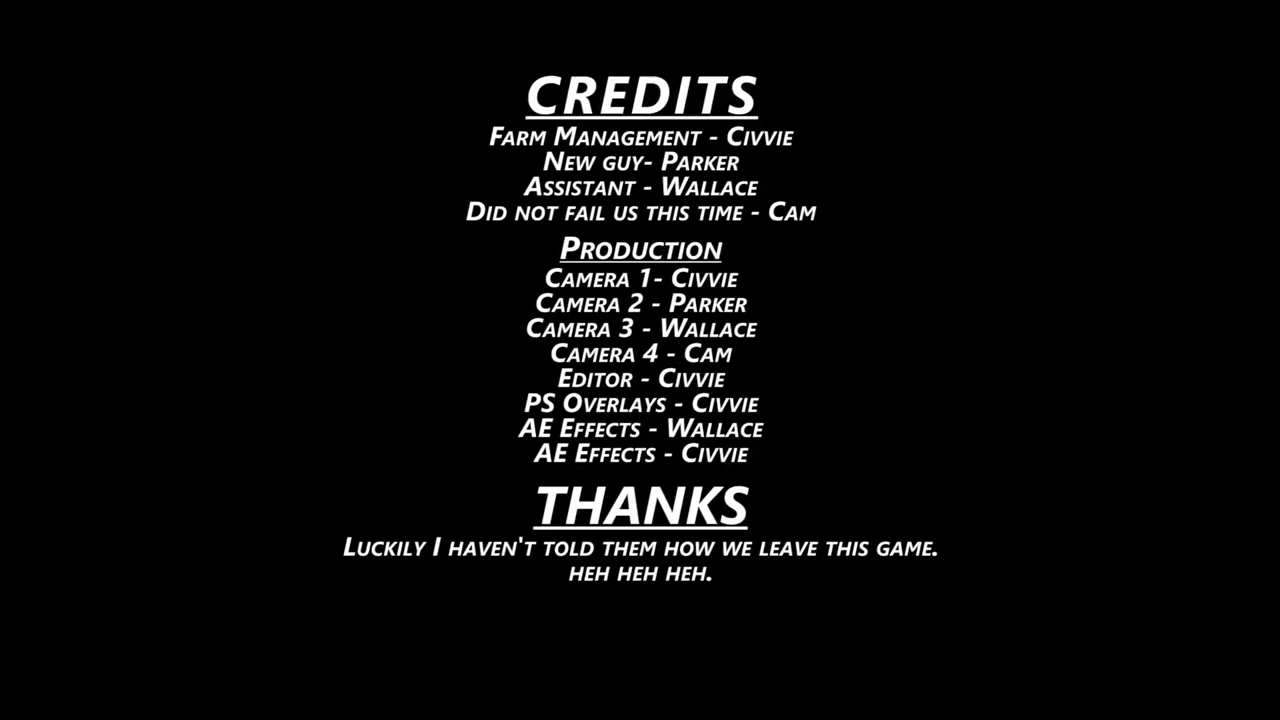 CREDITS
FARM MANAGEMENT - CIVVIE
NEW GUY- PARKER
ASSISTANT - WALLACE
DID NOT FAIL US THIS TIME - CAM
PRODUCTION
CAMERA 1- CIVVIE
CAMERA 2 - PARKER
CAMERA 3 - WALLACE
CAMERA 4 - CAM
EDITOR - CIVVIE
PS OVERLAYS - CIVVIE
AE EFFECTS - WALLACE
AE EFFECTS - CIVVIE
THANKS
LUCKILY I HAVEN'T TOLD THEM HOW WE LEAVE THIS GAME.
HEH HEH HEH.